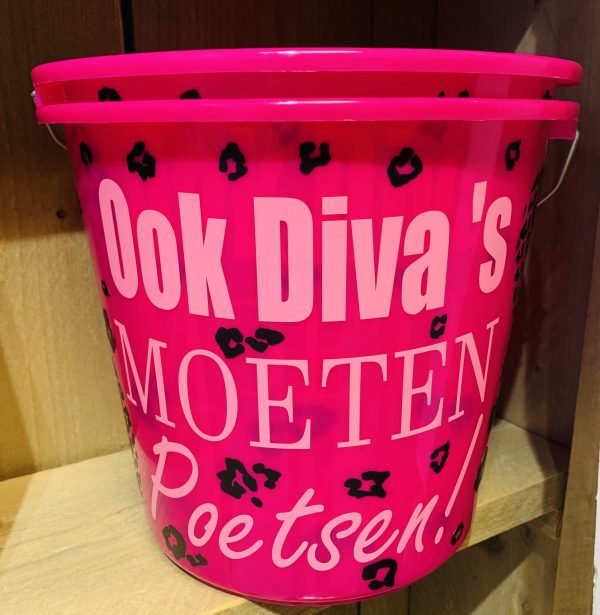 Ook Diva 's
MOETEN
Poetsen!